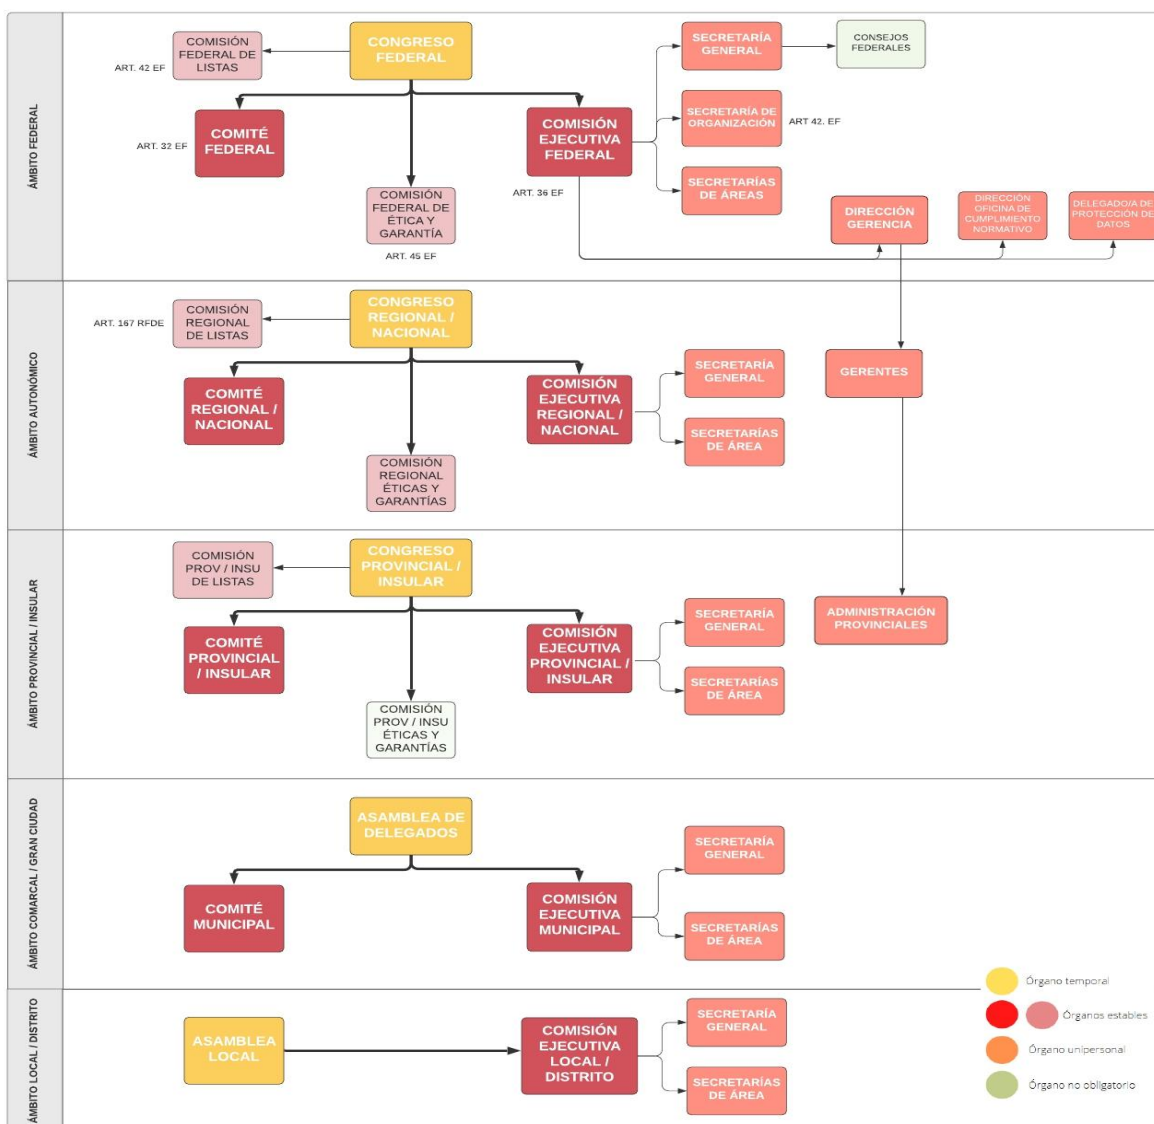 ÁMBITO FEDERAL
COMISIÓN
FEDERAL DE
LISTAS
ART. 42 EF
CONGRESO
FEDERAL
SECRETARÍA
GENERAL
CONSEJOS
FEDERALES
COMITÉ
FEDERAL
ART. 32 EF
COMISIÓN
EJECUTIVA
FEDERAL
ART. 36 EF
SECRETARÍA DE
ORGANIZACIÓN
ART 42. EF
SECRETARÍAS
DE ÁREAS
COMISIÓN
FEDERAL DE
ÉTICA Y
GARANTÍA
ART. 45 EF
DIRECCIÓN
GERENCIA
DIRECCIÓN
OFICINA DE
CUMPLIMIENTO
NORMATIVO
DELEGADO/A DE
PROTECCIÓN DE
DATOS
ÁMBITO AUTONÓMICO
ART. 167 RFDE
COMISIÓN
REGIONAL
DE LISTAS
CONGRESO
REGIONAL /
NACIONAL
COMITÉ
REGIONAL /
NACIONAL
COMISIÓN
EJECUTIVA
REGIONAL /
NACIONAL
SECRETARÍA
GENERAL
SECRETARÍAS
DE ÁREA
GERENTES
COMISIÓN
REGIONAL
ÉTICAS Y
GARANTÍAS
ÁMBITO PROVINCIAL / INSULAR
COMISIÓN
PROV / INSU
DE LISTAS
CONGRESO
PROVINCIAL /
INSULAR
COMITÉ
PROVINCIAL
/ INSULAR
COMISIÓN
EJECUTIVA
PROVINCIAL /
INSULAR
SECRETARÍA
GENERAL
SECRETARÍAS
DE ÁREA
ADMINISTRACIÓN
PROVINCIALES
COMISIÓN
PROV / INSU
ÉTICAS Y
GARANTÍAS
ÁMBITO COMARCAL / GRAN CIUDAD
ASAMBLEA DE
DELEGADOS
COMITÉ
MUNICIPAL
COMISIÓN
EJECUTIVA
MUNICIPAL
SECRETARÍA
GENERAL
SECRETARÍAS
DE ÁREA
ÁMBITO LOCAL / DISTRITO
ASAMBLEA
LOCAL
COMISIÓN
EJECUTIVA
LOCAL /
DISTRITO
SECRETARÍA
GENERAL
SECRETARÍAS
DE ÁREA
Órgano temporal
Órganos estables
Órgano unipersonal
Órgano no obligatorio